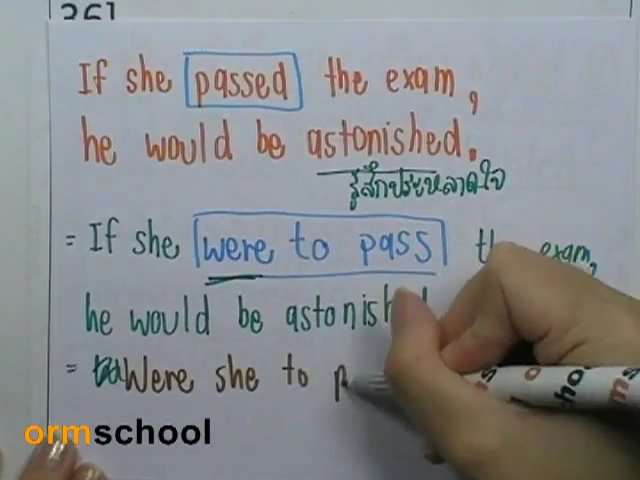 361
If she passed the exam,
he would be astonished.
รู้สึกประหลาดใจ
= If she were to pass the exam,
he would be astonish
= Were she to p
ormschool